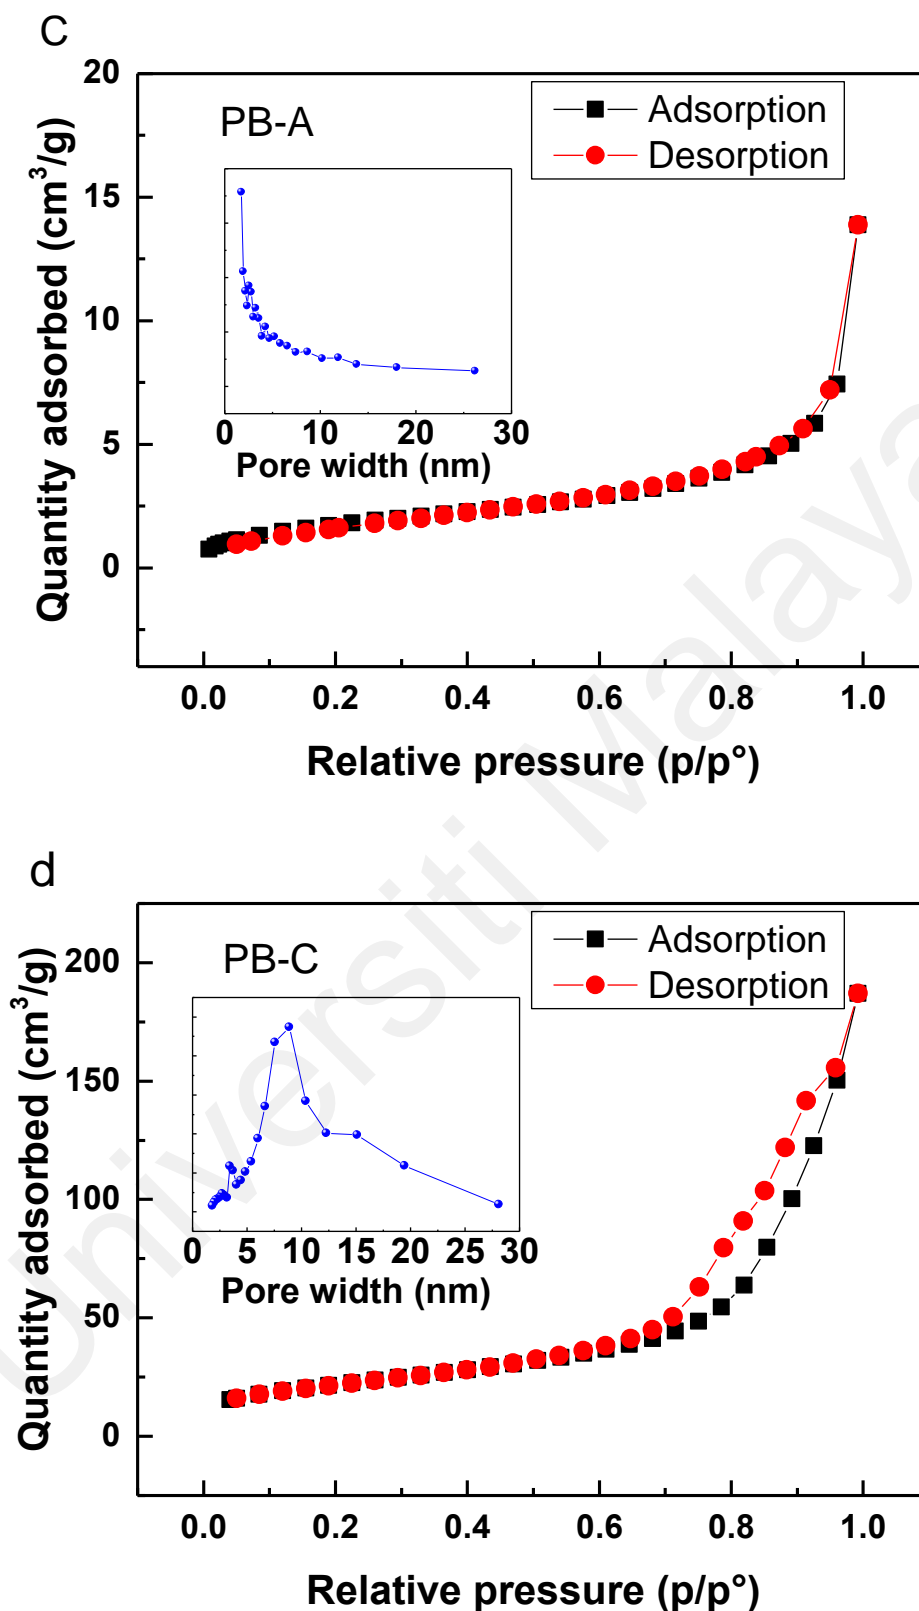 C
20
15
10
5
0
Quantity adsorbed (cm³/g)
PB-A
Adsorption
Desorption
0 10 20 30
Pore width (nm)
0.0 0.2 0.4 0.6 0.8 1.0
Relative pressure (p/p°)
d
200
150
100
50
0
Quantity adsorbed (cm³/g)
PB-C
Adsorption
Desorption
0 5 10 15 20 25 30
Pore width (nm)
0.0 0.2 0.4 0.6 0.8 1.0
Relative pressure (p/p°)
Universiti Malaya